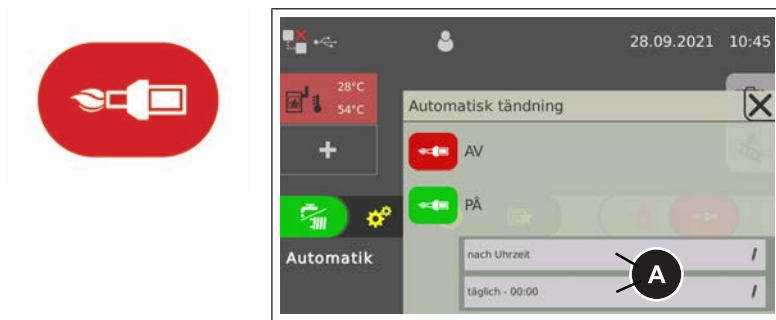 28.09.2021 10:45
28°C
54°C
Automatisk tändning
+
AV
PÅ
Automatik
nach Uhrzeit
täglich - 00:00
A